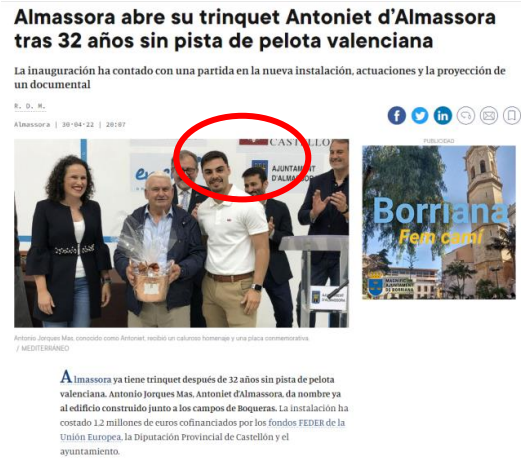 Almassora abre su trinquet Antoniet d'Almassora
tras 32 años sin pista de pelota valenciana
La inauguración ha contado con una partida en la nueva instalación, actuaciones y la proyección de
un documental
R. D. M.
Almassora | 30·04·22 | 20:07
PUBLICIDAD
CASTELLÓ
AJUNTAMENT
D'ALMASSORA
Borriana
Fem camí
MAGNÍFIC
AJUNTAMENT
DE BORRIANA
Antonio Jorques Mas, conocido como Antoniet, recibió un caluroso homenaje y una placa conmemorativa.
/ MEDITERRÁNEO
Almassora ya tiene trinquet después de 32 años sin pista de pelota
valenciana. Antonio Jorques Mas, Antoniet d'Almassora, da nombre ya
al edificio construido junto a los campos de Boqueras. La instalación ha
costado 1,2 millones de euros cofinanciados por los fondos FEDER de la
Unión Europea, la Diputación Provincial de Castellón y el
ayuntamiento.